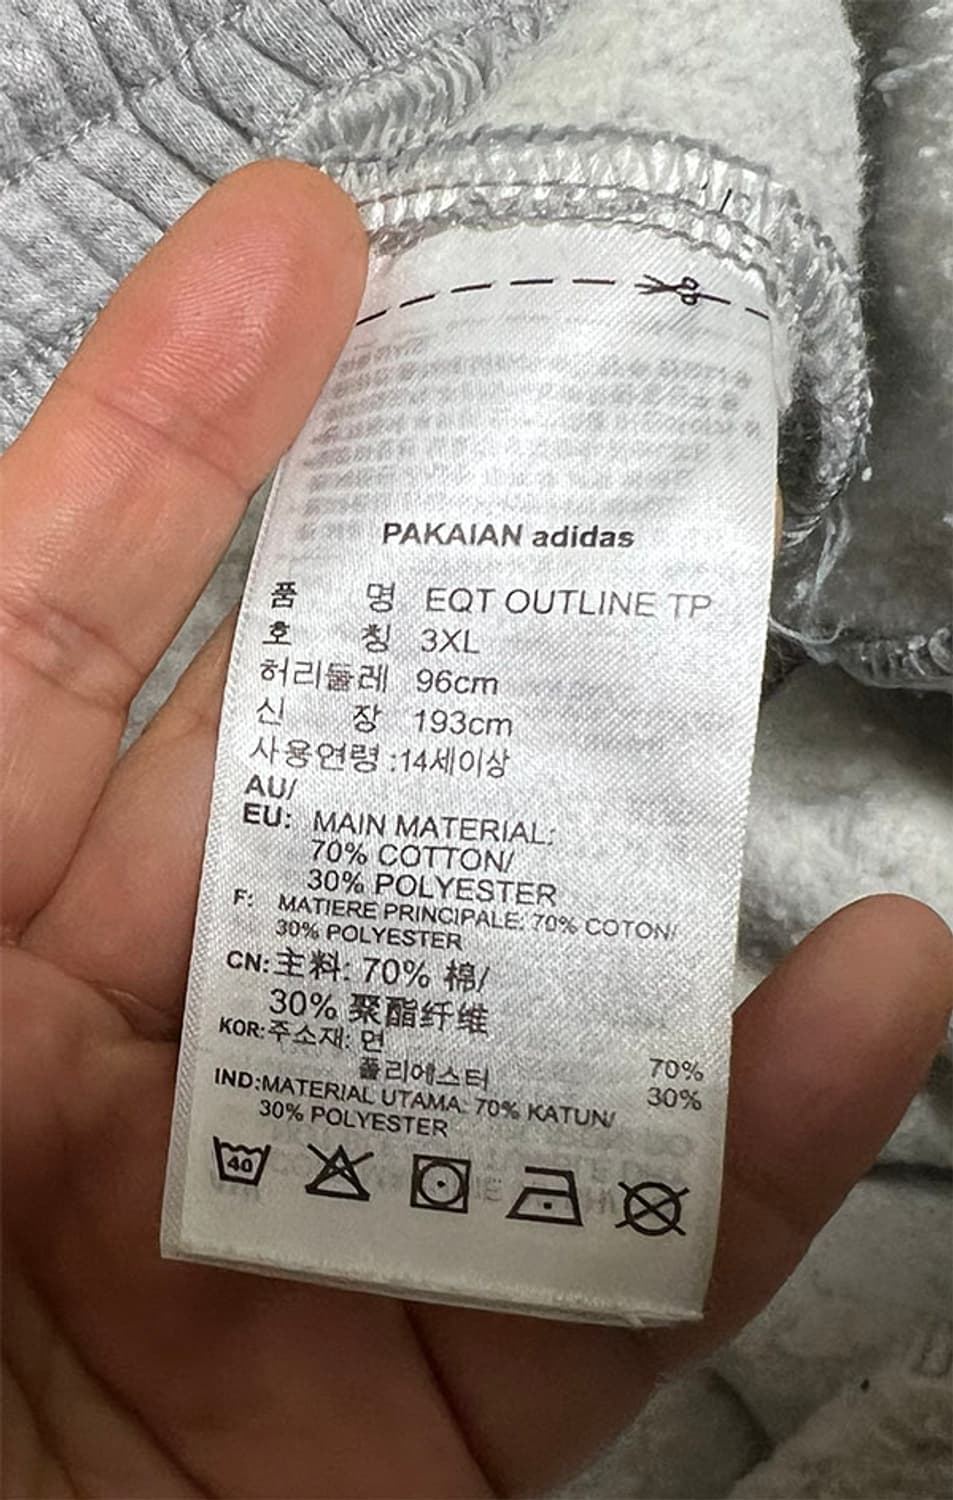 PAKAIAN adidas
품 명 EQT OUTLINE TP
호 칭 3XL
허리둘레 96cm
신 장 193cm
사용연령 :14세이상
AU/
EU: MAIN MATERIAL:
70% COTTON/
30% POLYESTER
F: MATIERE PRINCIPALE: 70% COTON/
30% POLYESTER
CN: 主料: 70% 棉/
30% 聚酯纤维
KOR:주소재: 면 70%
폴리에스터 30%
IND:MATERIAL UTAMA: 70% KATUN/
30% POLYESTER
40